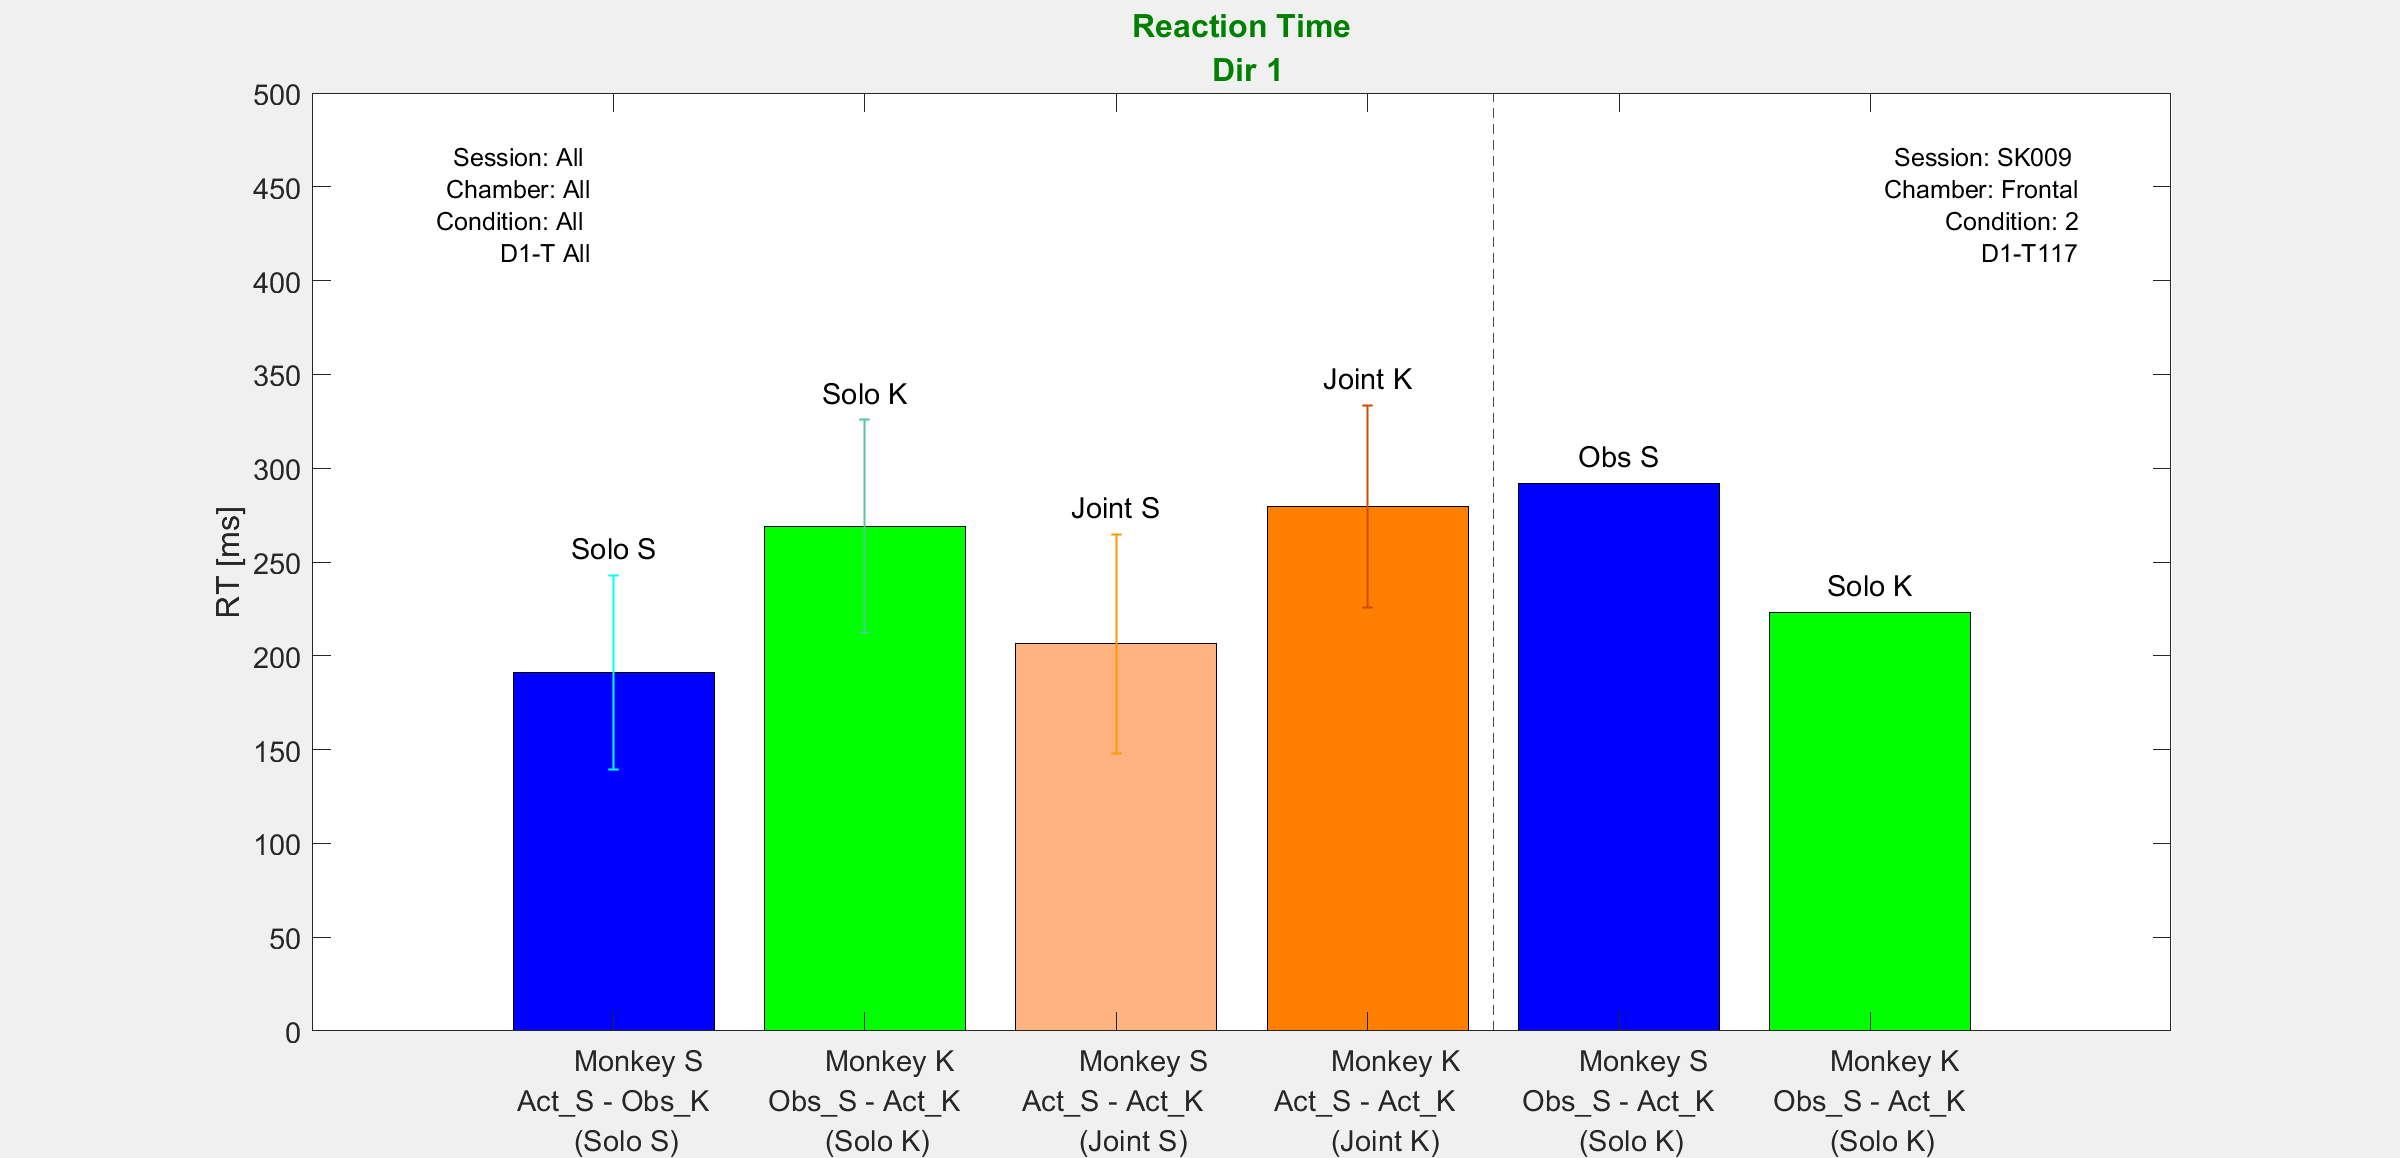 Reaction Time
Dir 1
500
450
400
350
300
250
200
150
100
50
0
RT [ms]
Session: All
Chamber: All
Condition: All
D1-T All
Session: SK009
Chamber: Frontal
Condition: 2
D1-T117
Solo S
Solo K
Joint S
Joint K
Obs S
Solo K
Monkey S
Act_S - Obs_K
(Solo S)
Monkey K
Obs_S - Act_K
(Solo K)
Monkey S
Act_S - Act_K
(Joint S)
Monkey K
Act_S - Act_K
(Joint K)
Monkey S
Obs_S - Act_K
(Solo K)
Monkey K
Obs_S - Act_K
(Solo K)